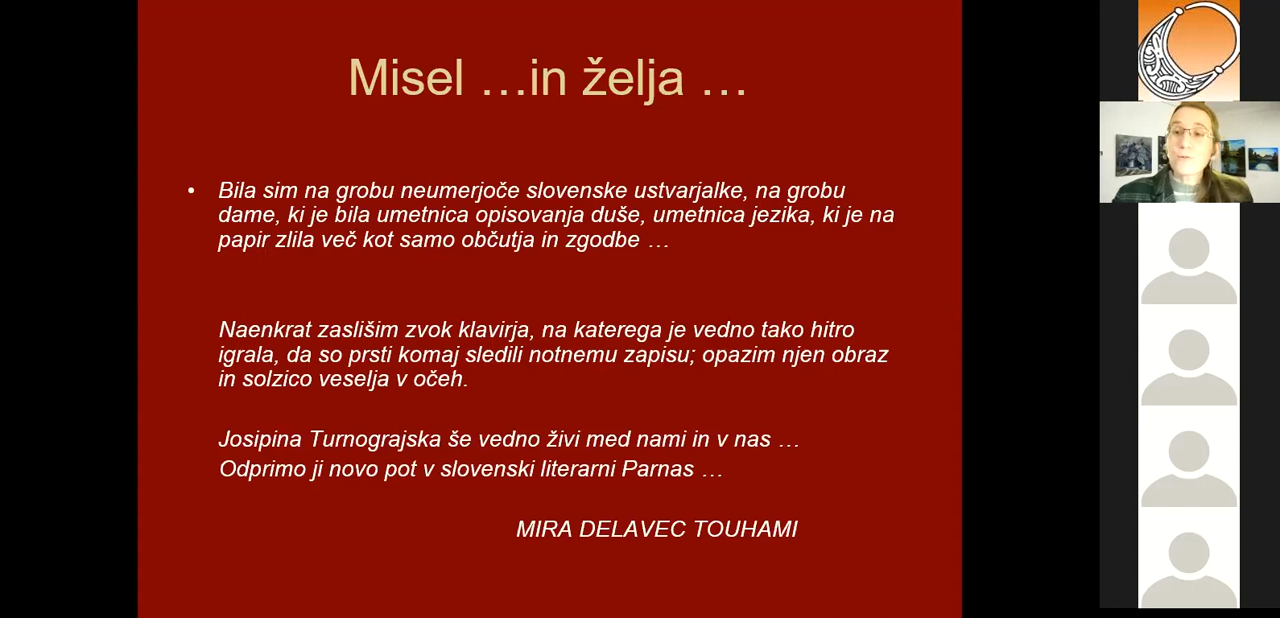 Misel …in želja …
• Bila sim na grobu neumerjoče slovenske ustvarjalke, na grobu
dame, ki je bila umetnica opisovanja duše, umetnica jezika, ki je na
papir zlila več kot samo občutja in zgodbe …
Naenkrat zaslišim zvok klavirja, na katerega je vedno tako hitro
igrala, da so prsti komaj sledili notnemu zapisu; opazim njen obraz
in solzico veselja v očeh.
Josipina Turnograjska še vedno živi med nami in v nas …
Odprimo ji novo pot v slovenski literarni Parnas …
MIRA DELAVEC TOUHAMI